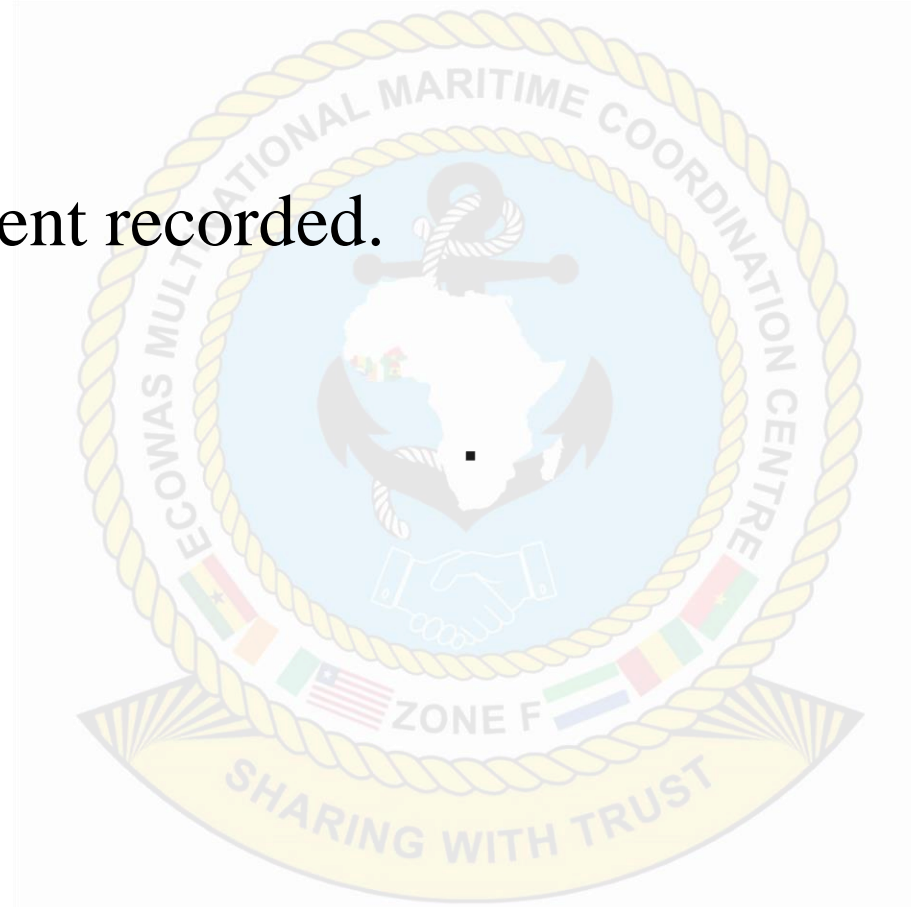 ECOWAS MULTINATIONAL MARITIME COORDINATION CENTRE
ent recorded.
ZONE F
SHARING WITH TRUST